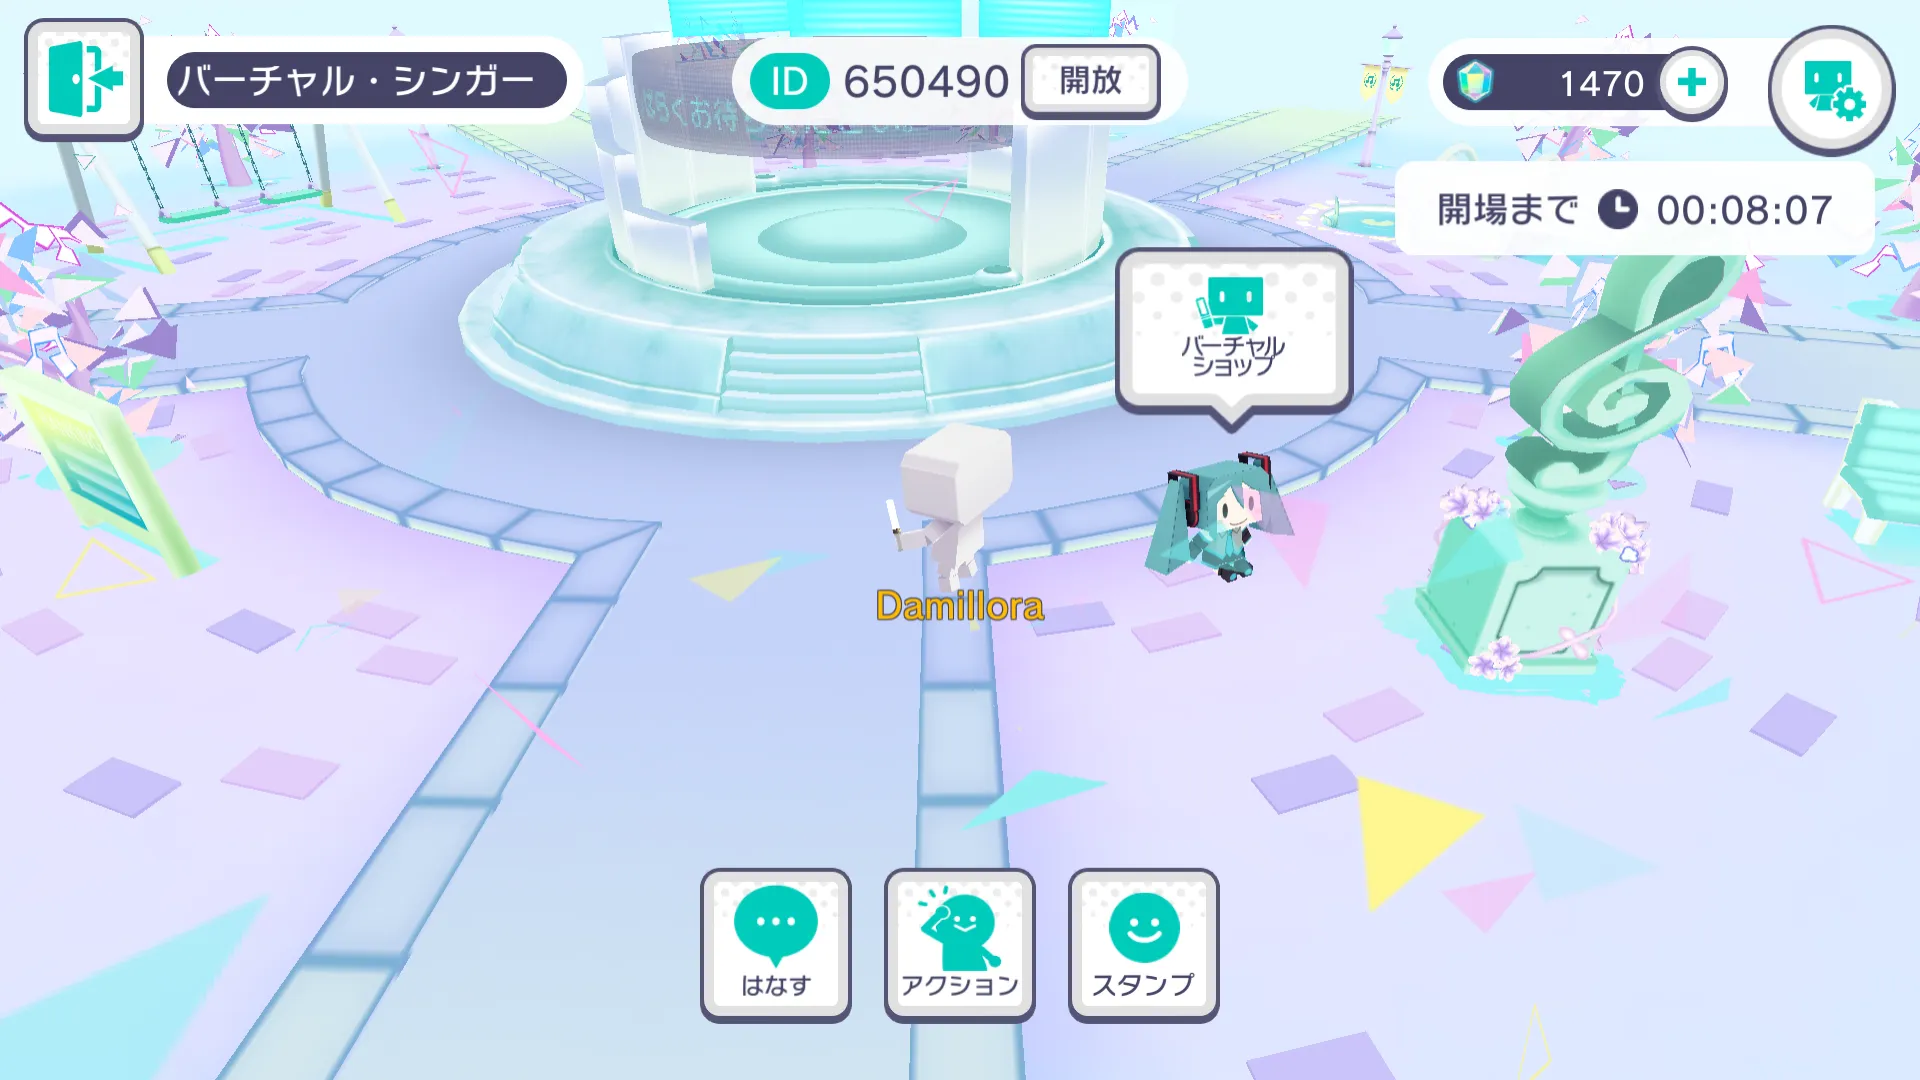 バーチャル・シンガー
ID 650490 開放
1470
開場まで 00:08:07
バーチャル
ショップ
Damillora
はなす
アクション
スタンプ